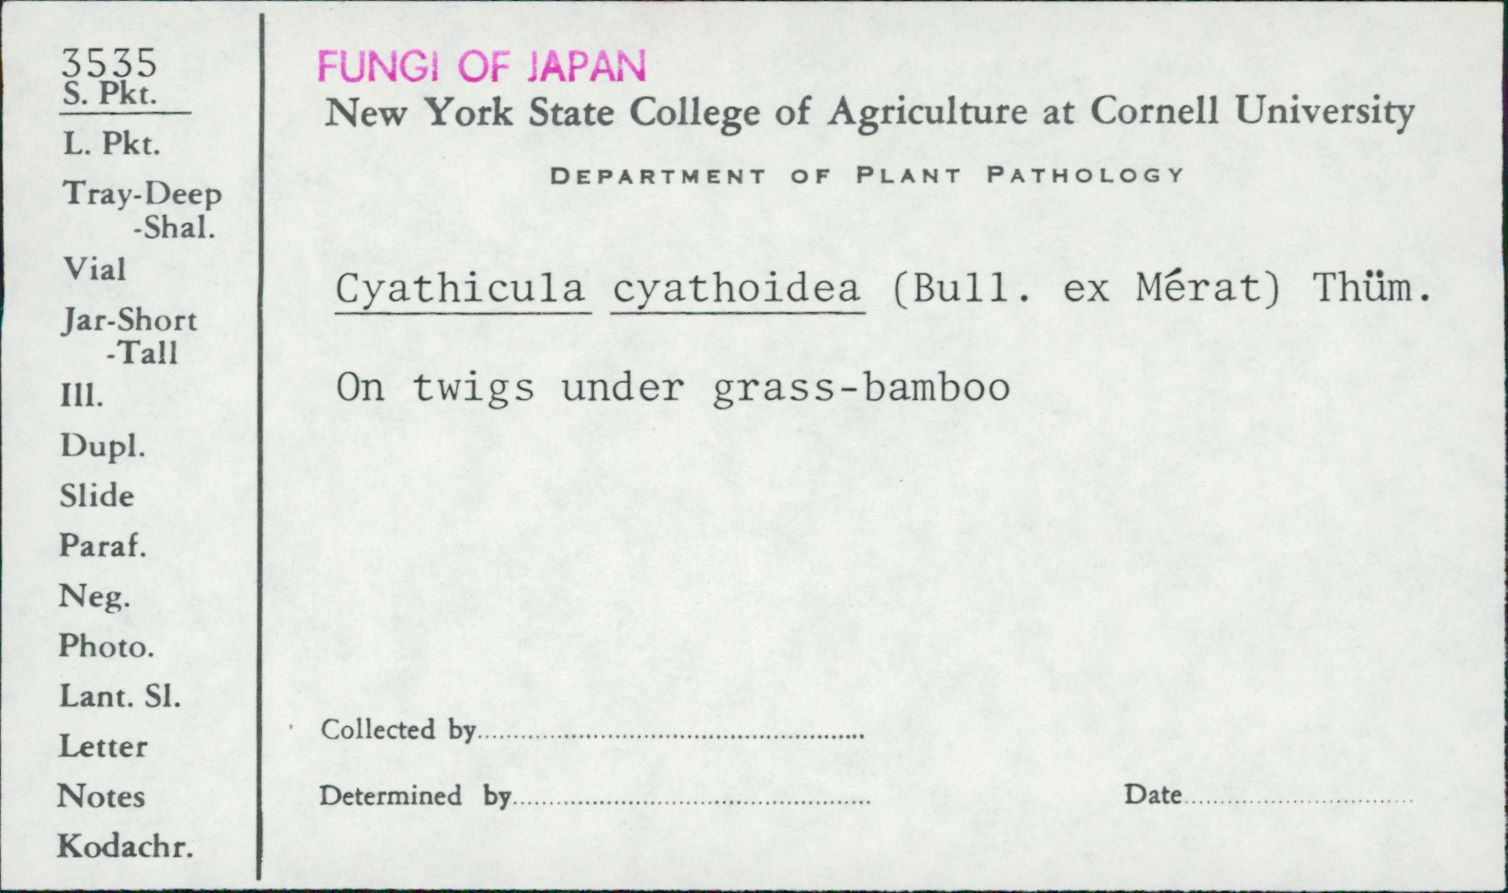 3535
S. Pkt.
L. Pkt.
Tray-Deep
-Shal.
Vial
Jar-Short
-Tall
Ill.
Dupl.
Slide
Paraf.
Neg.
Photo.
Lant. Sl.
Letter
Notes
Kodachr.
FUNGI OF JAPAN
New York State College of Agriculture at Cornell University
DEPARTMENT OF PLANT PATHOLOGY
Cyathicula cyathoidea (Bull. ex Mérat) Thüm.
On twigs under grass-bamboo
Collected by
Determined by
Date